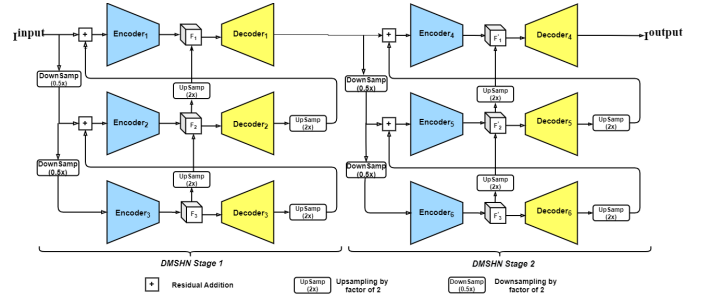 I^input
+
Encoder₁
F₁
Decoder₁
+
Encoder₄
F'₁
Decoder₄
I^output
DownSamp
(0.5x)
UpSamp
(2x)
DownSamp
(0.5x)
UpSamp
(2x)
+
Encoder₂
F₂
Decoder₂
UpSamp
(2x)
+
Encoder₅
F'₂
Decoder₅
UpSamp
(2x)
DownSamp
(0.5x)
UpSamp
(2x)
DownSamp
(0.5x)
UpSamp
(2x)
Encoder₃
F₃
Decoder₃
UpSamp
(2x)
Encoder₆
F'₃
Decoder₆
UpSamp
(2x)
DMSHN Stage 1
DMSHN Stage 2
+
Residual Addition
UpSamp
(2x)
Upsampling by
factor of 2
DownSamp
(0.5x)
Downsampling by
factor of 2